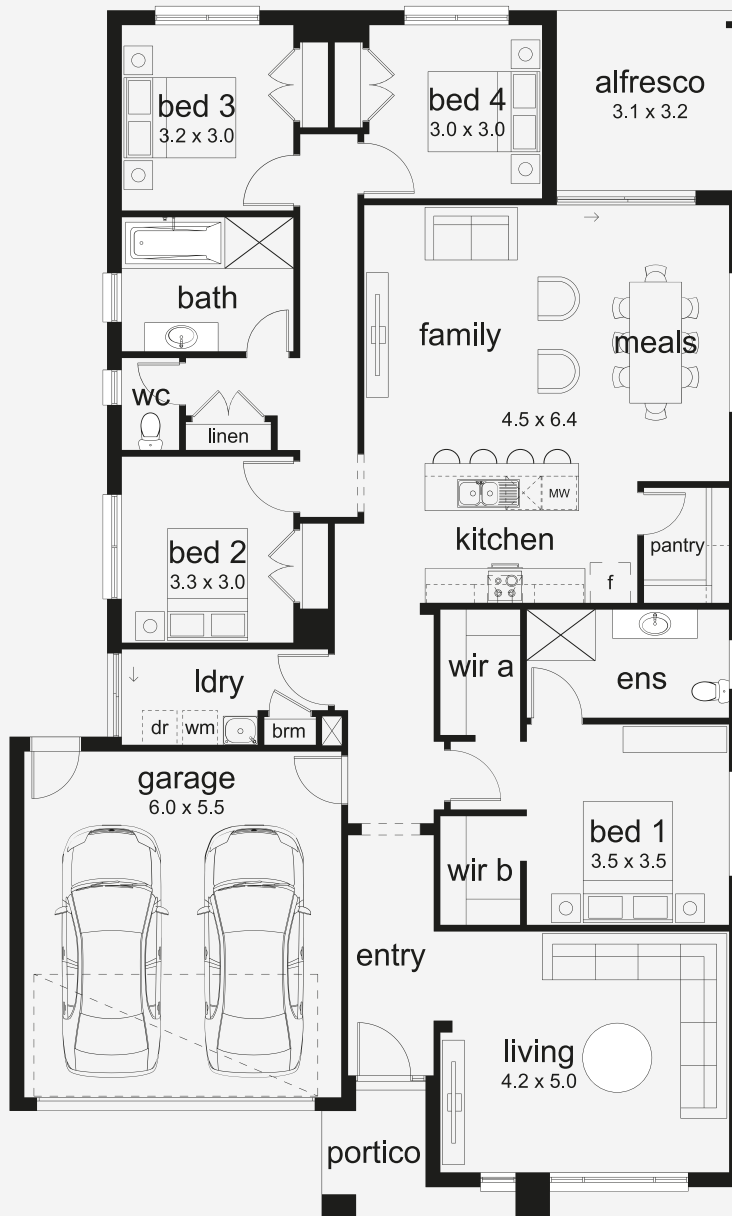 bed 3
3.2 x 3.0
bed 4
3.0 x 3.0
alfresco
3.1 x 3.2
bath
family
meals
4.5 x 6.4
wc
linen
MW
kitchen
pantry
f
bed 2
3.3 x 3.0
ldry
dr
wm
brm
wir a
ens
garage
6.0 x 5.5
bed 1
3.5 x 3.5
wir b
entry
living
4.2 x 5.0
portico